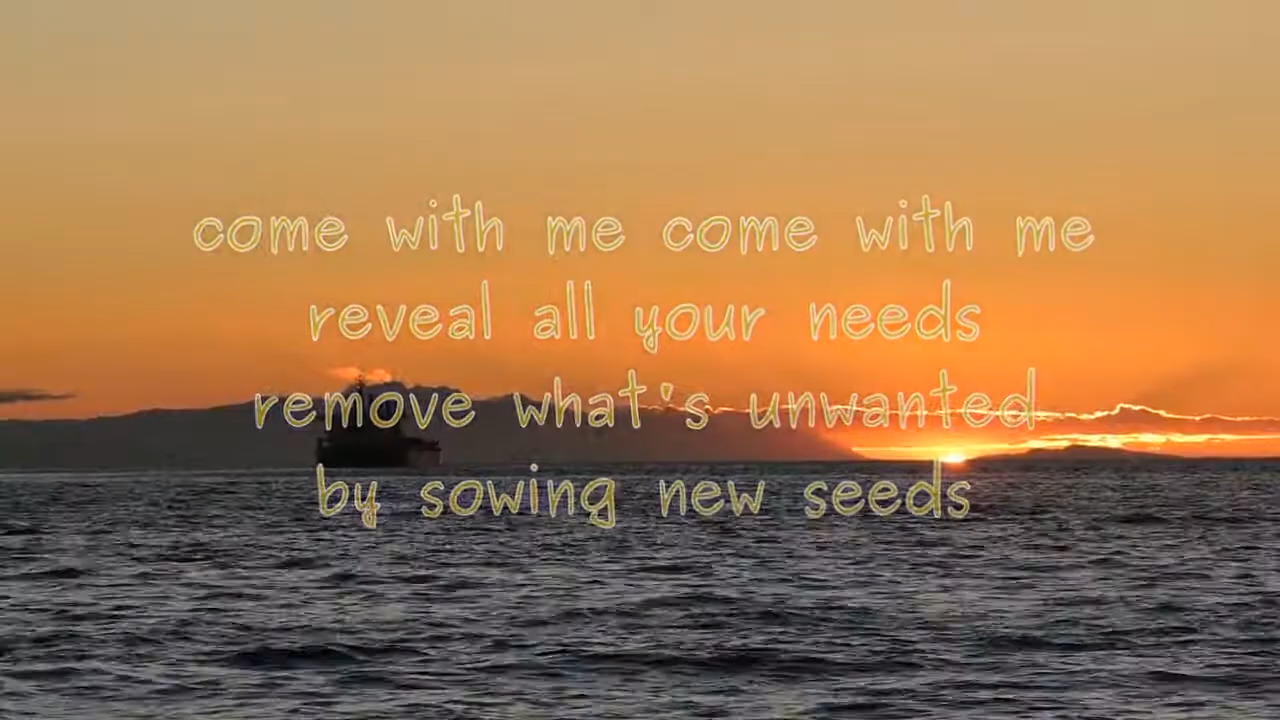 come with me come with me
reveal all your needs
remove what's unwanted
by sowing new seeds